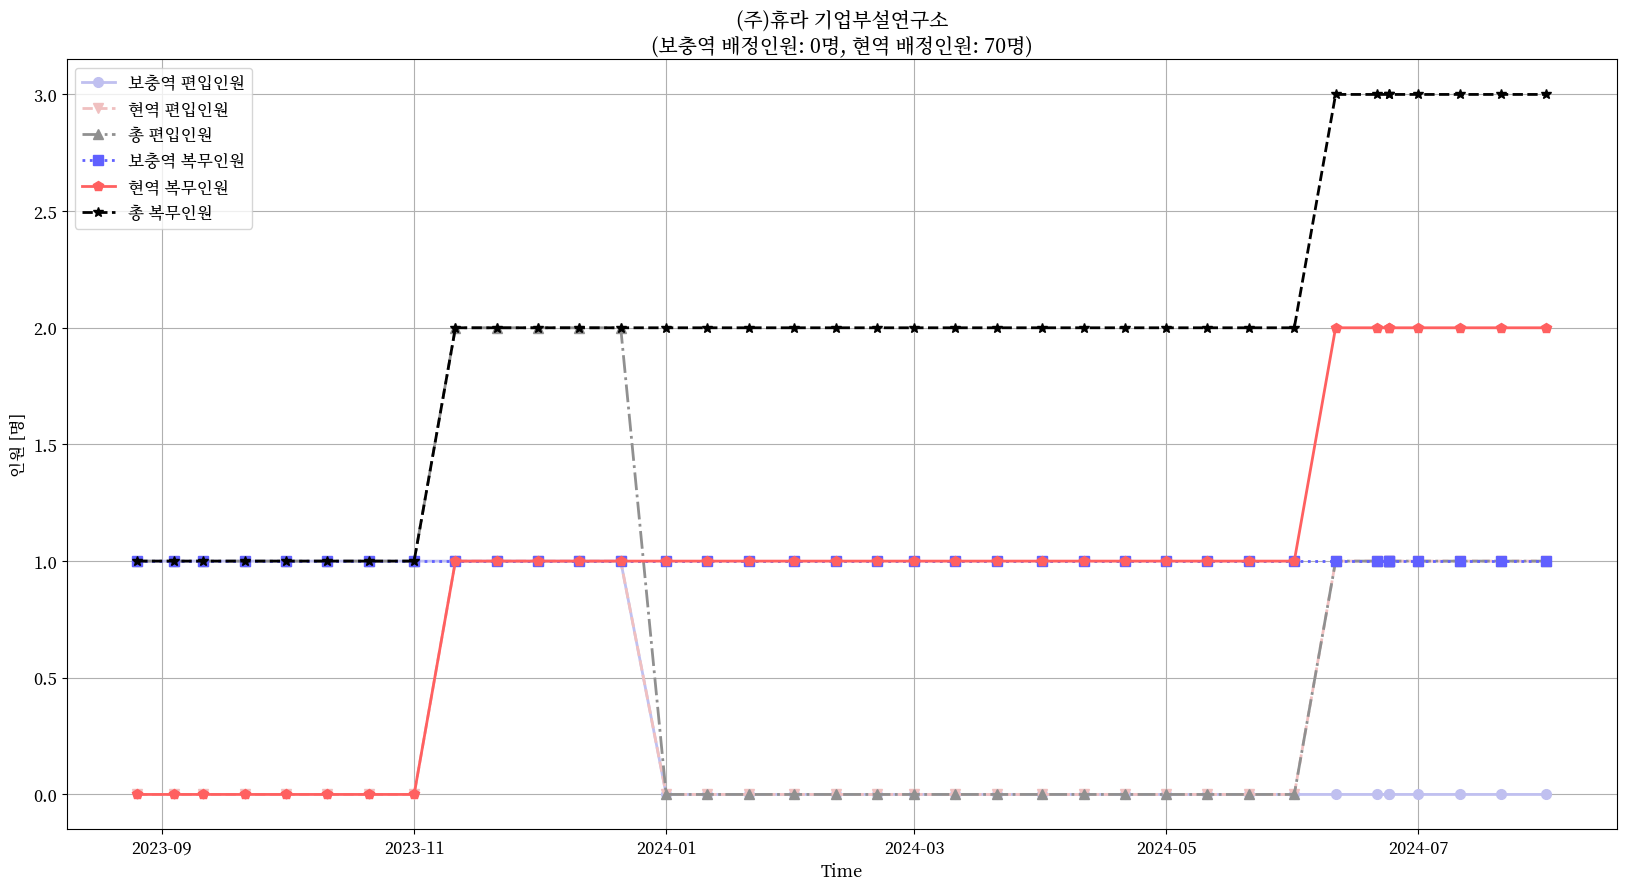 (주)휴라 기업부설연구소
(보충역 배정인원: 0명, 현역 배정인원: 70명)
보충역 편입인원
현역 편입인원
총 편입인원
보충역 복무인원
현역 복무인원
총 복무인원
3.0
2.5
2.0
1.5
1.0
0.5
0.0
인원 [명]
2023-09 2023-11 2024-01 2024-03 2024-05 2024-07
Time